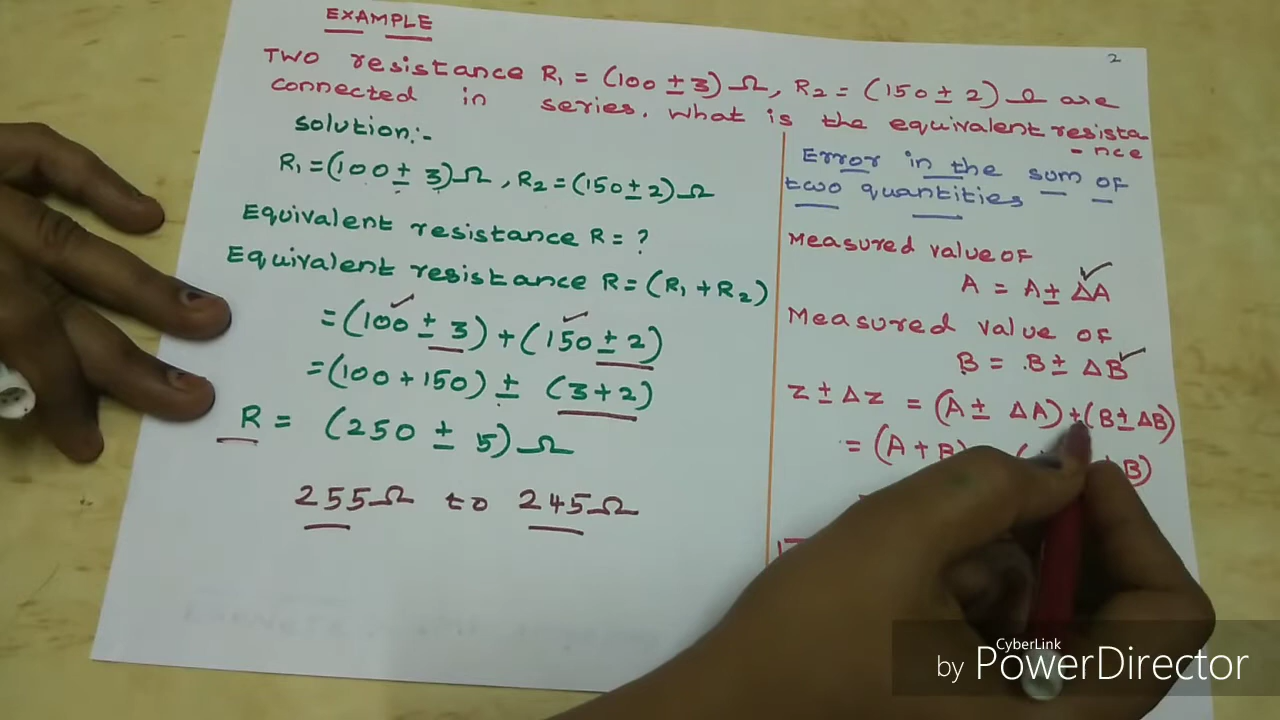 EXAMPLE
2
TWO resistance R₁ = (100 ± 3) Ω, R₂ = (150 ± 2) Ω are
connected in series. What is the equivalent resista
- nce
solution:-
R₁ = (100 ± 3) Ω, R₂ = (150 ± 2) Ω
Equivalent resistance R = ?
Equivalent resistance R = (R₁ + R₂)
= (100 ± 3) + (150 ± 2)
= (100 + 150) ± (3 + 2)
R = (250 ± 5) Ω
255 Ω to 245 Ω
Error in the sum of
two quantities
Measured value of
A = A ± ΔA
Measured value of
B = B ± ΔB
Z ± ΔZ = (A ± ΔA) + (B ± ΔB)
= (A + B) B)
CyberLink
by PowerDirector